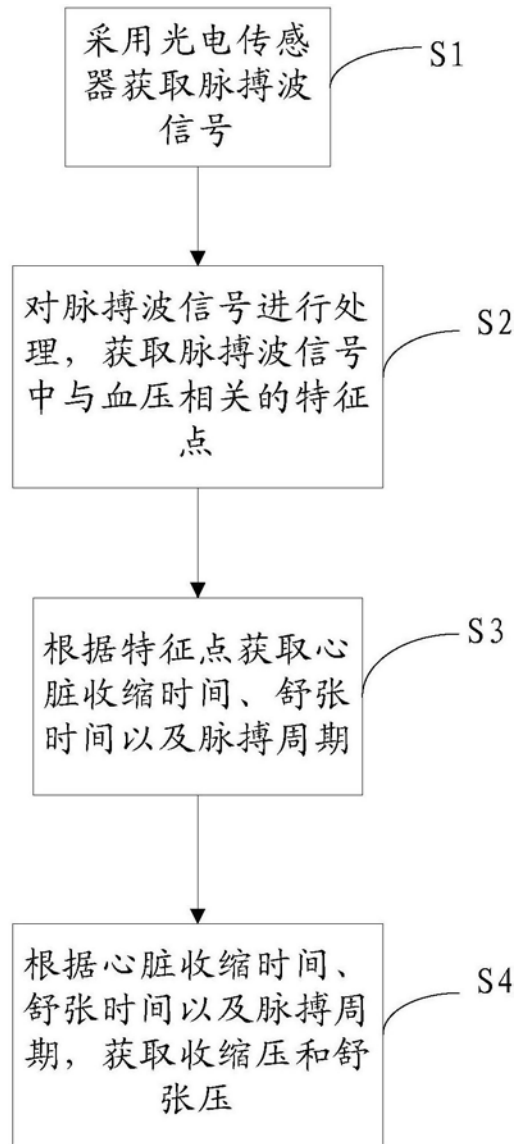 采用光电传感
器获取脉搏波
信号
S1
对脉搏波信号进行处
理，获取脉搏波信号
中与血压相关的特征
点
S2
根据特征点获取心
脏收缩时间、舒张
时间以及脉搏周期
S3
根据心脏收缩时间、
舒张时间以及脉搏周
期，获取收缩压和舒
张压
S4